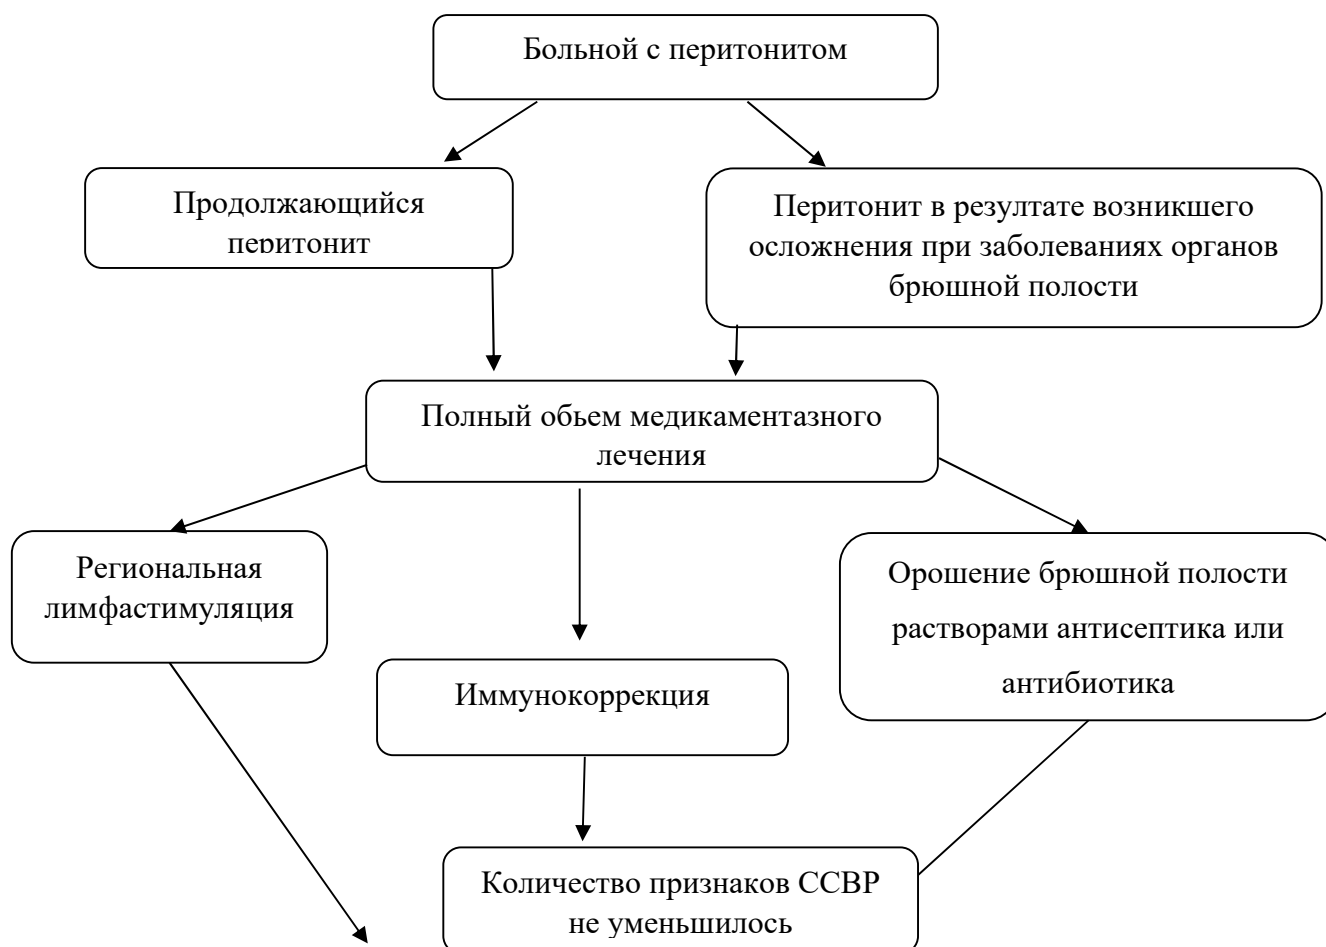 Больной с перитонитом
Продолжающийся
перитонит
Перитонит в резултате возникшего
осложнения при заболеваниях органов
брюшной полости
Полный обьем медикаментазного
лечения
Региональная
лимфастимуляция
Орошение брюшной полости
растворами антисептика или
антибиотика
Иммунокоррекция
Количество признаков ССВР
не уменьшилось